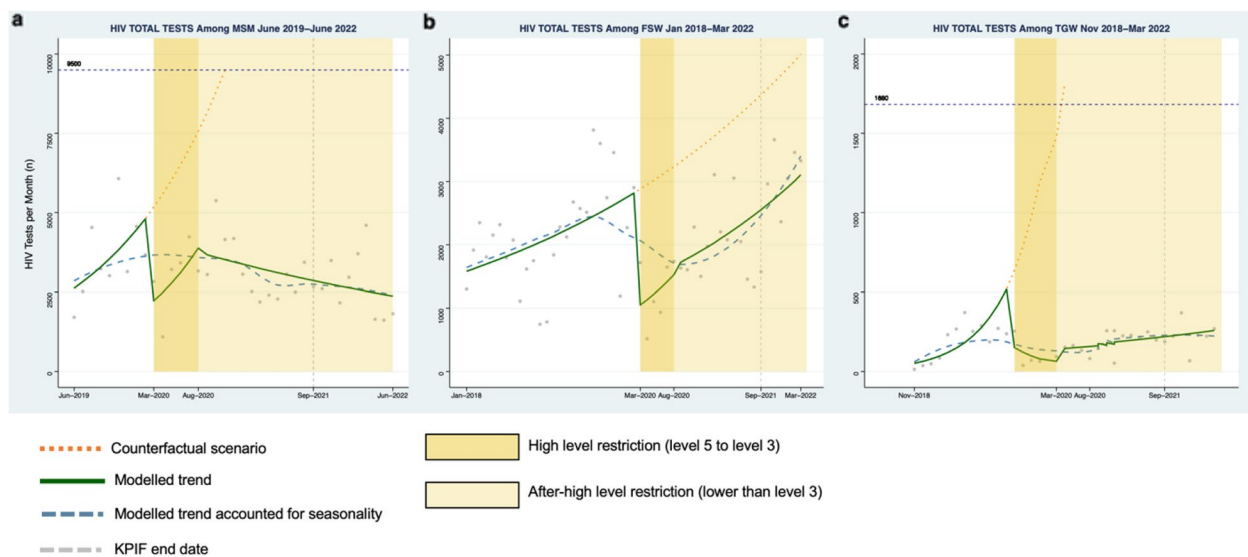 a
HIV TOTAL TESTS Among MSM June 2019–June 2022
HIV Tests per Month (n)
10000
9500
7500
5000
2500
0
Jun–2019
Mar–2020
Aug–2020
Sep–2021
Jun–2022
b
HIV TOTAL TESTS Among FSW Jan 2018–Mar 2022
5000
4000
3000
2000
1000
0
Jan–2018
Mar–2020
Aug–2020
Sep–2021
Mar–2022
c
HIV TOTAL TESTS Among TGW Nov 2018–Mar 2022
2000
1500
1000
500
0
Nov–2018
Mar–2020
Aug–2020
Sep–2021
Counterfactual scenario
Modelled trend
Modelled trend accounted for seasonality
KPIF end date
High level restriction (level 5 to level 3)
After-high level restriction (lower than level 3)